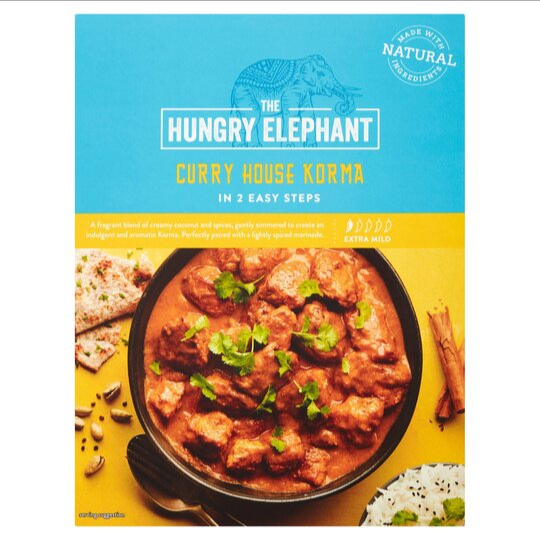 MADE WITH
NATURAL
INGREDIENTS
THE
HUNGRY ELEPHANT
CURRY HOUSE KORMA
IN 2 EASY STEPS
A fragrant blend of creamy coconut and spices, gently simmered to create an
indulgent and aromatic Korma. Perfectly paired with a lightly spiced marinade.
EXTRA MILD
serving suggestion